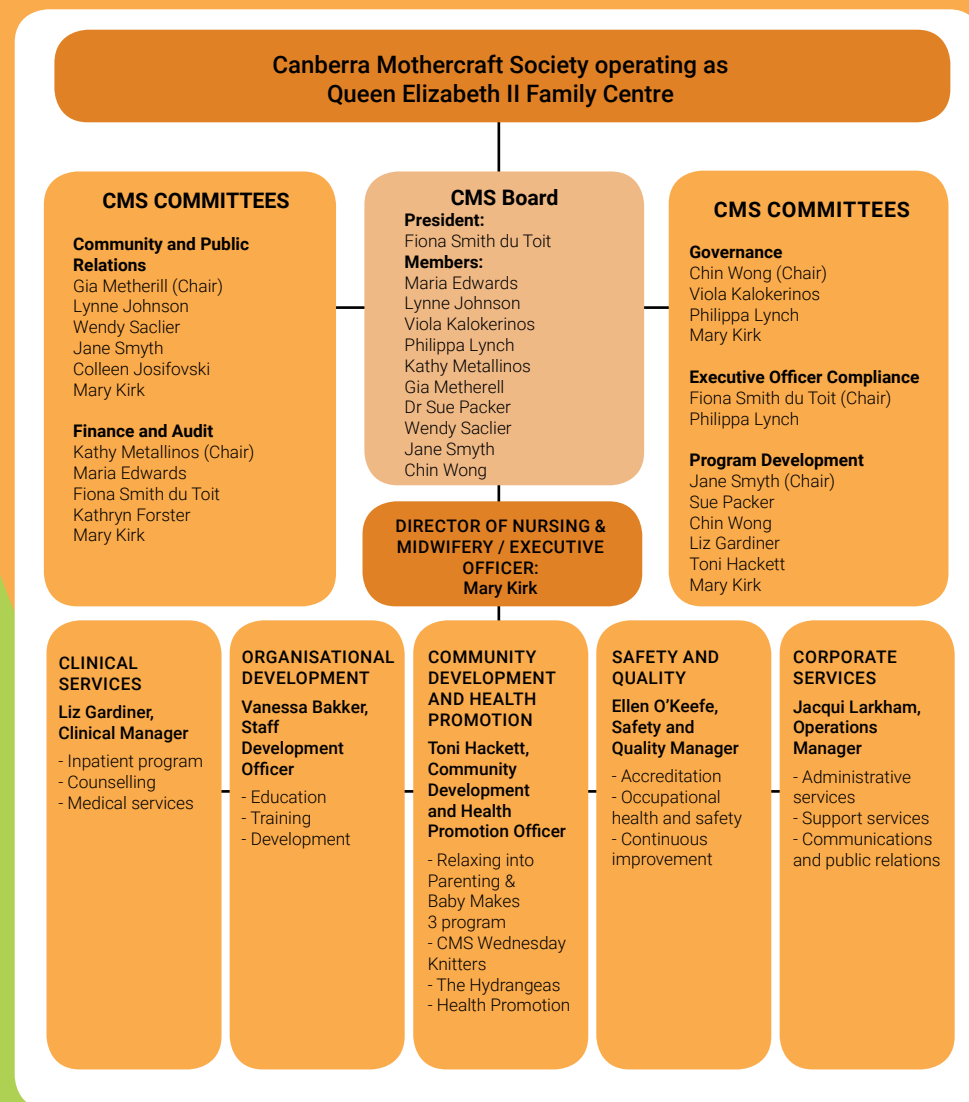 Canberra Mothercraft Society operating as
Queen Elizabeth II Family Centre
CMS COMMITTEES
Community and Public
Relations
Gia Metherill (Chair)
Lynne Johnson
Wendy Saclier
Jane Smyth
Colleen Josifovski
Mary Kirk
Finance and Audit
Kathy Metallinos (Chair)
Maria Edwards
Fiona Smith du Toit
Kathryn Forster
Mary Kirk
CMS Board
President:
Fiona Smith du Toit
Members:
Maria Edwards
Lynne Johnson
Viola Kalokerinos
Philippa Lynch
Kathy Metallinos
Gia Metherell
Dr Sue Packer
Wendy Saclier
Jane Smyth
Chin Wong
CMS COMMITTEES
Governance
Chin Wong (Chair)
Viola Kalokerinos
Philippa Lynch
Mary Kirk
Executive Officer Compliance
Fiona Smith du Toit (Chair)
Philippa Lynch
Program Development
Jane Smyth (Chair)
Sue Packer
Chin Wong
Liz Gardiner
Toni Hackett
Mary Kirk
DIRECTOR OF NURSING &
MIDWIFERY / EXECUTIVE
OFFICER:
Mary Kirk
CLINICAL
SERVICES
Liz Gardiner,
Clinical Manager
- Inpatient program
- Counselling
- Medical services
ORGANISATIONAL
DEVELOPMENT
Vanessa Bakker,
Staff
Development
Officer
- Education
- Training
- Development
COMMUNITY
DEVELOPMENT
AND HEALTH
PROMOTION
Toni Hackett,
Community
Development
and Health
Promotion Officer
- Relaxing into
Parenting &
Baby Makes
3 program
- CMS Wednesday
Knitters
- The Hydrangeas
- Health Promotion
SAFETY AND
QUALITY
Ellen O’Keefe,
Safety and
Quality Manager
- Accreditation
- Occupational
health and safety
- Continuous
improvement
CORPORATE
SERVICES
Jacqui Larkham,
Operations
Manager
- Administrative
services
- Support services
- Communications
and public relations